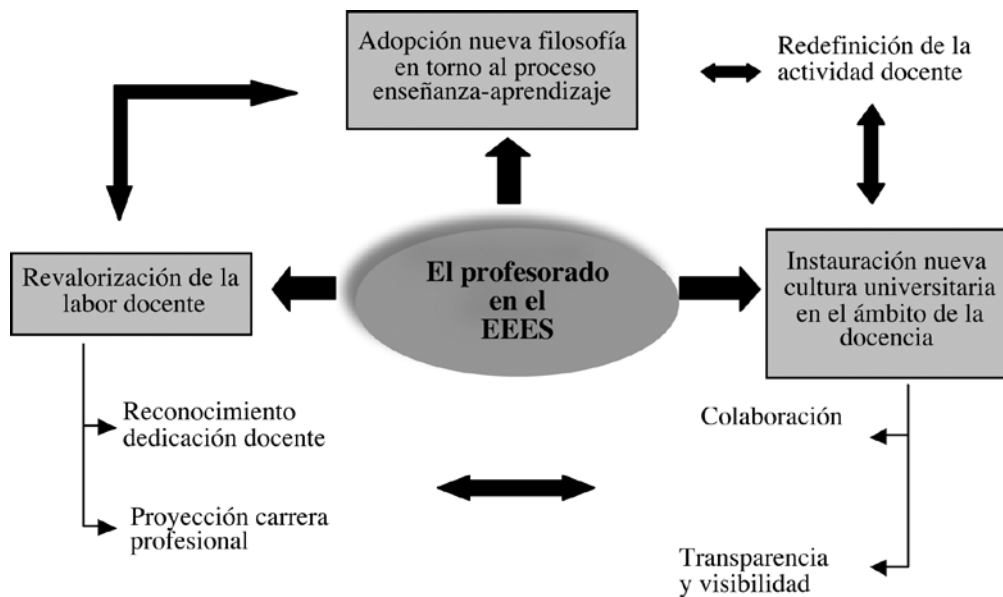 Adopción nueva filosofía
en torno al proceso
enseñanza-aprendizaje
Redefinición de la
actividad docente
Revalorización de la
labor docente
El profesorado
en el
EEES
Instauración nueva
cultura universitaria
en el ámbito de la
docencia
Reconocimiento
dedicación docente
Proyección carrera
profesional
Colaboración
Transparencia
y visibilidad